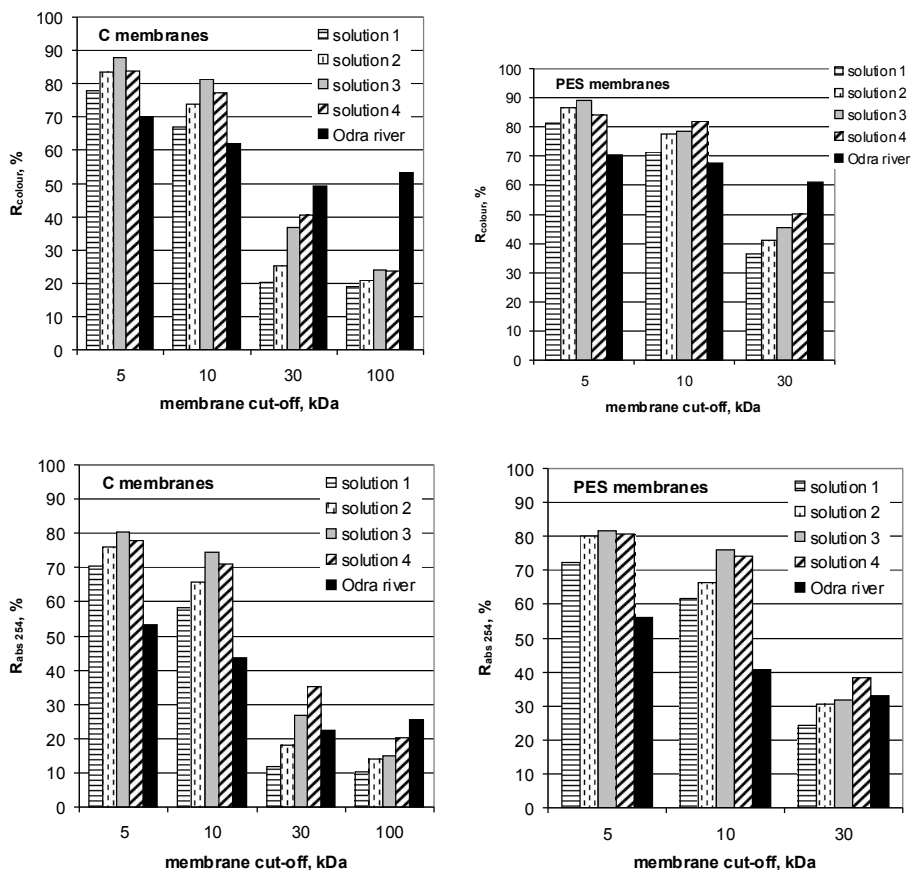 C membranes
solution 1
solution 2
solution 3
solution 4
Odra river
100
90
80
70
60
50
40
30
20
10
0
R colour, %
5 10 30 100
membrane cut-off, kDa
PES membranes
solution 1
solution 2
solution 3
solution 4
Odra river
100
90
80
70
60
50
40
30
20
10
0
R colour, %
5 10 30
membrane cut-off, kDa
C membranes
solution 1
solution 2
solution 3
solution 4
Odra river
100
90
80
70
60
50
40
30
20
10
0
R abs 254, %
5 10 30 100
membrane cut-off, kDa
PES membranes
solution 1
solution 2
solution 3
solution 4
Odra river
100
90
80
70
60
50
40
30
20
10
0
R abs 254, %
5 10 30
membrane cut-off, kDa